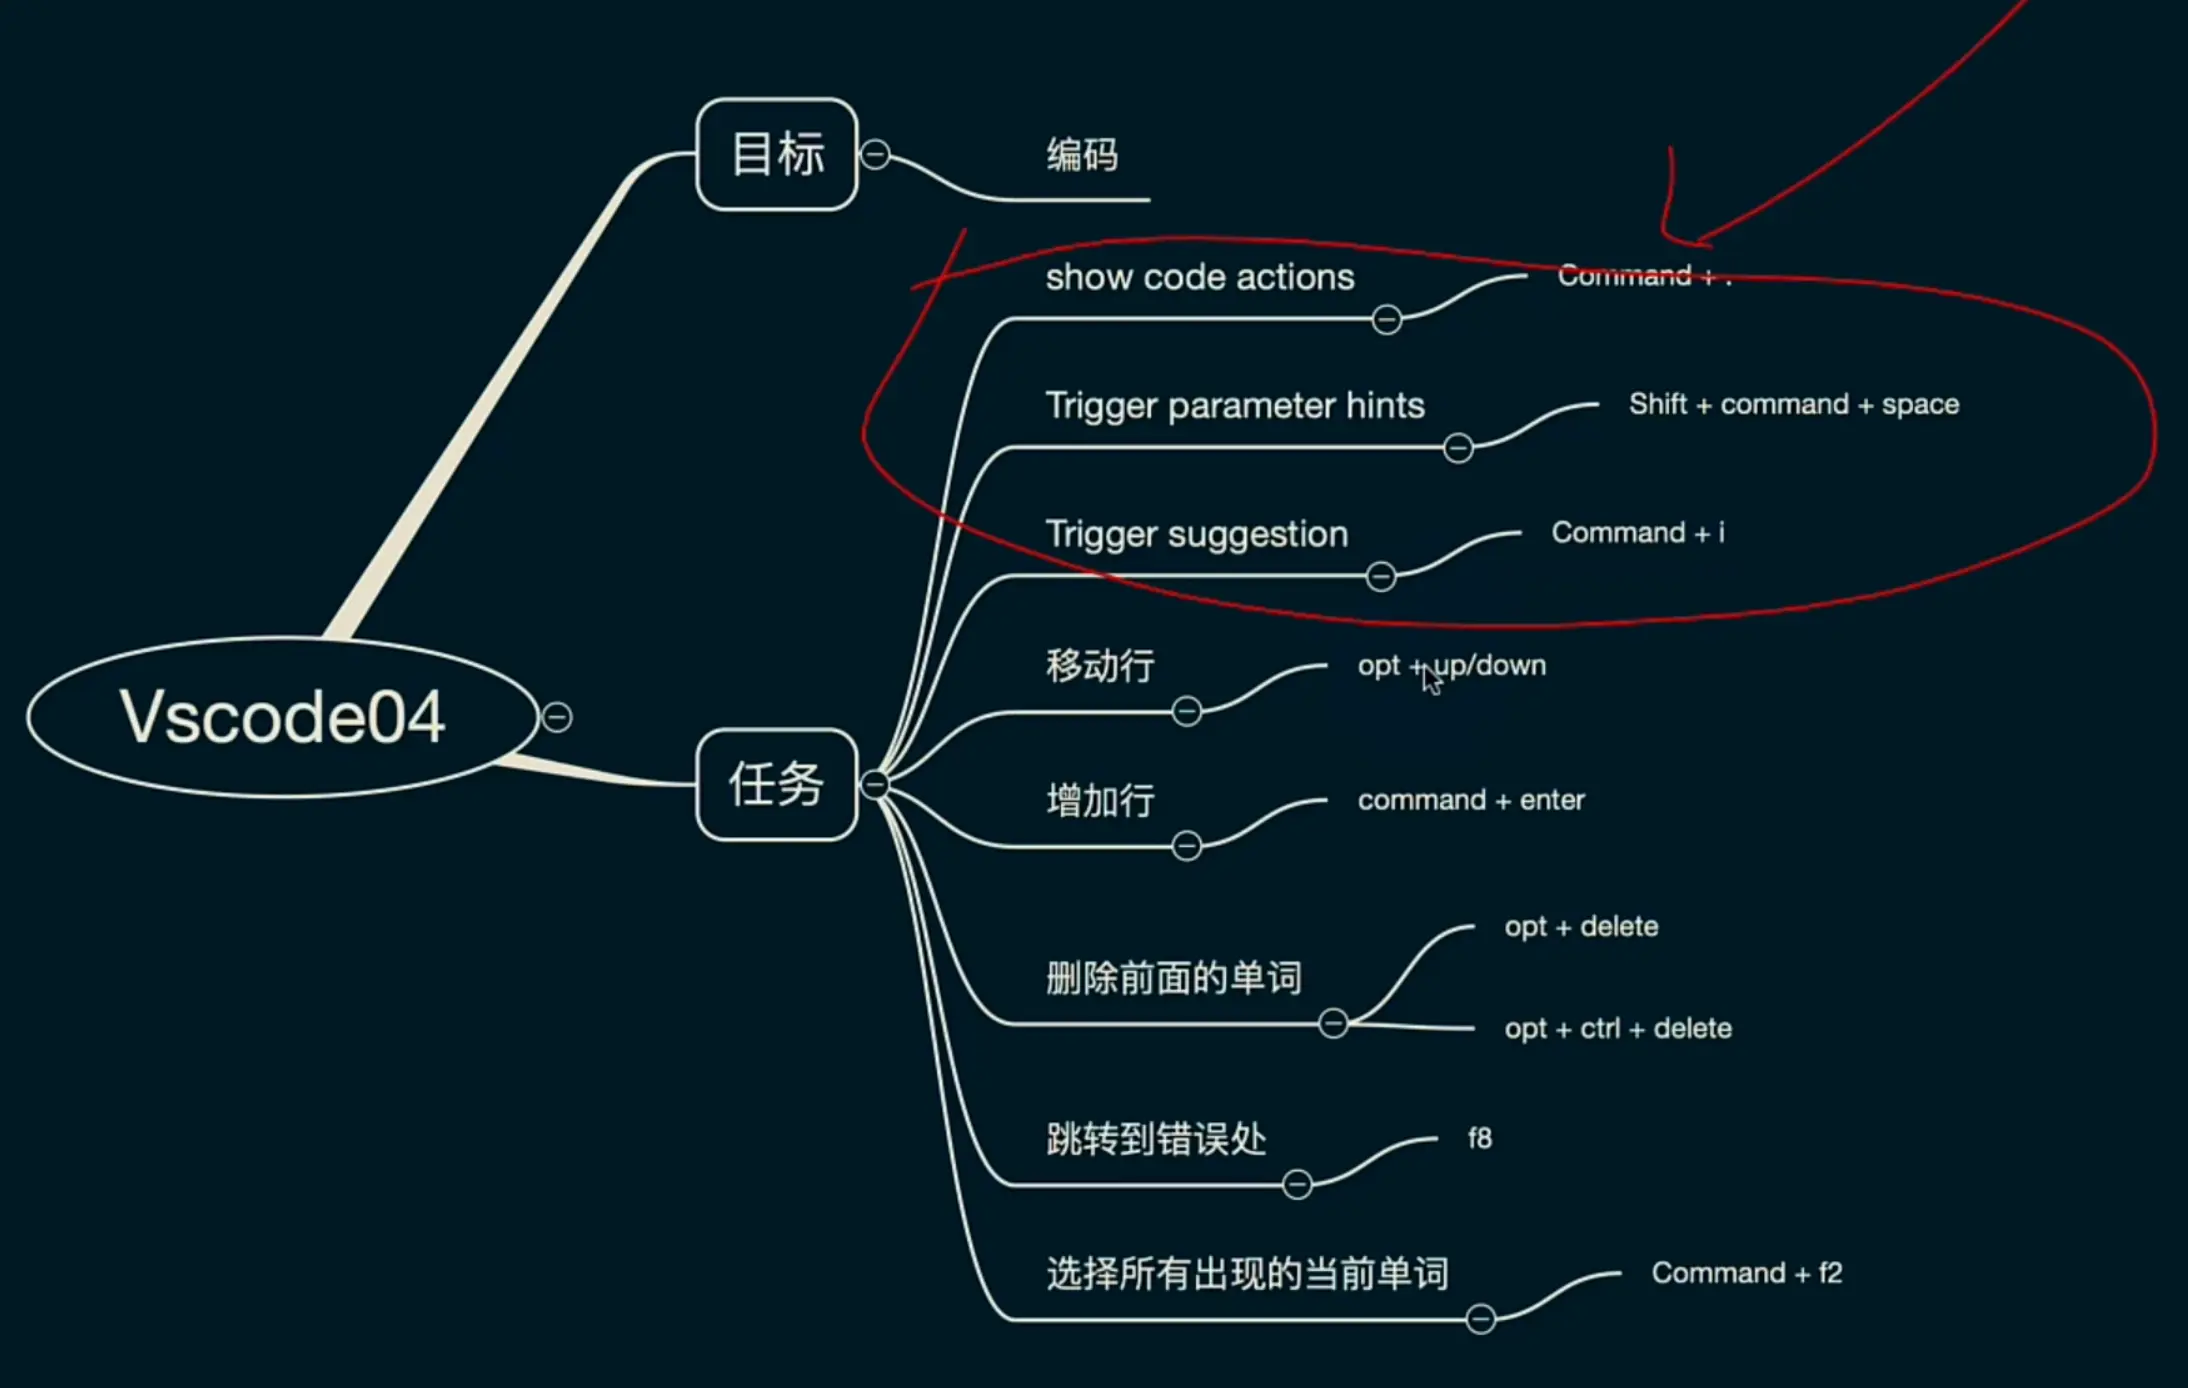 Vscode04
目标
编码
任务
show code actions
Command + .
Trigger parameter hints
Shift + command + space
Trigger suggestion
Command + i
移动行
opt + up/down
增加行
command + enter
删除前面的单词
opt + delete
opt + ctrl + delete
跳转到错误处
f8
选择所有出现的当前单词
Command + f2